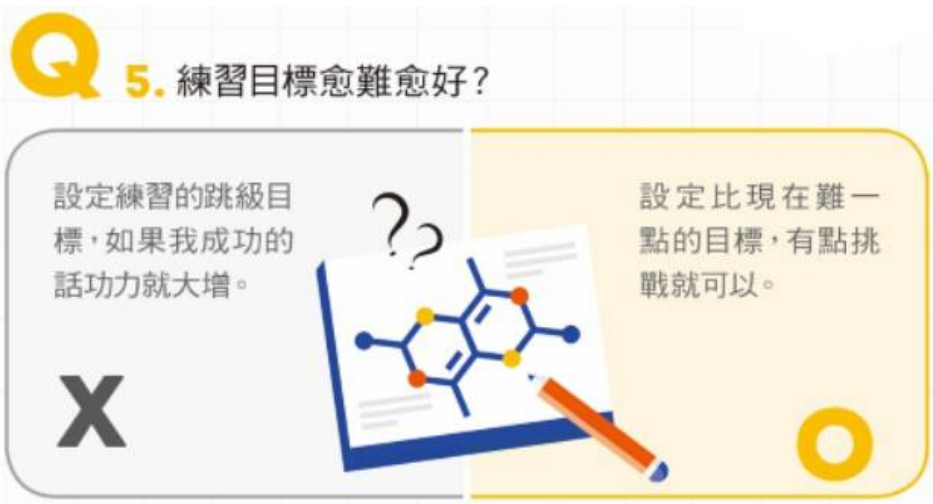 Q 5. 練習目標愈難愈好？
設定練習的跳級目
標，如果我成功的
話功力就大增。
X
??
設定比現在難一
點的目標，有點挑
戰就可以。
O